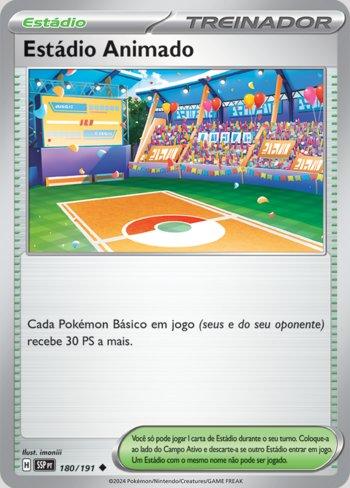 Estádio
TREINADOR
Estádio Animado
Cada Pokémon Básico em jogo (seus e do seu oponente)
recebe 30 PS a mais.
Ilust. imoniii
H SSP PT 180/191
Você só pode jogar 1 carta de Estádio durante o seu turno. Coloque-a
ao lado do Campo Ativo e descarte-a se outro Estádio entrar em jogo.
Um Estádio com o mesmo nome não pode ser jogado.
©2024 Pokémon/Nintendo/Creatures/GAME FREAK